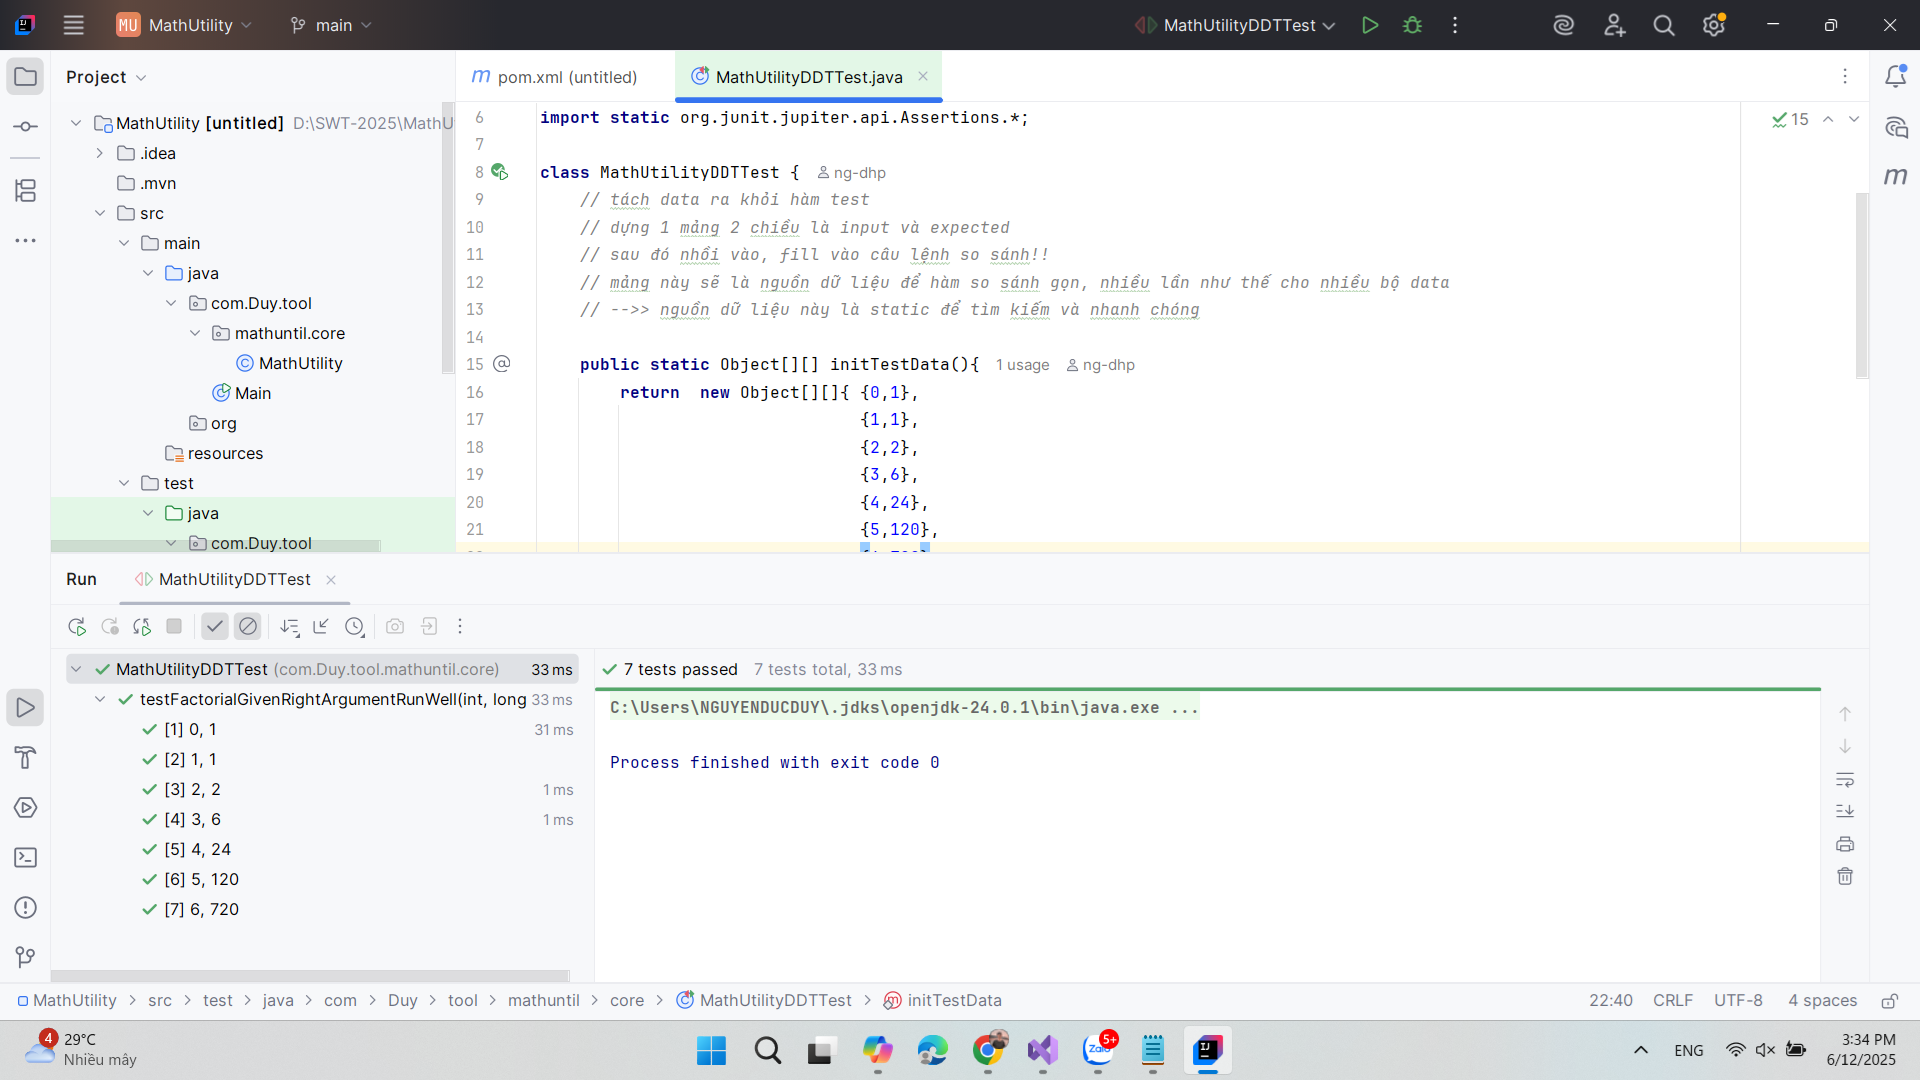 MU MathUtility main MathUtilityDDTTest
Project
pom.xml (untitled) MathUtilityDDTTest.java
MathUtility [untitled] D:\SWT-2025\MathU
.idea
.mvn
src
main
java
com.Duy.tool
mathuntil.core
MathUtility
Main
org
resources
test
java
com.Duy.tool
15
6 import static org.junit.jupiter.api.Assertions.*;
7
8 class MathUtilityDDTTest { ng-dhp
9 // tách data ra khỏi hàm test
10 // dựng 1 mảng 2 chiều là input và expected
11 // sau đó nhồi vào, fill vào câu lệnh so sánh!!
12 // mảng này sẽ là nguồn dữ liệu để hàm so sánh gọn, nhiều lần như thế cho nhiều bộ data
13 // -->> nguồn dữ liệu này là static để tìm kiếm và nhanh chóng
14
15 public static Object[][] initTestData(){ 1 usage ng-dhp
16 return new Object[][]{ {0,1},
17 {1,1},
18 {2,2},
19 {3,6},
20 {4,24},
21 {5,120},
Run MathUtilityDDTTest
MathUtilityDDTTest (com.Duy.tool.mathuntil.core) 33 ms
testFactorialGivenRightArgumentRunWell(int, long 33 ms
[1] 0, 1 31 ms
[2] 1, 1
[3] 2, 2 1 ms
[4] 3, 6 1 ms
[5] 4, 24
[6] 5, 120
[7] 6, 720
7 tests passed 7 tests total, 33 ms
C:\Users\NGUYENDUCDUY\.jdks\openjdk-24.0.1\bin\java.exe ...
Process finished with exit code 0
MathUtility > src > test > java > com > Duy > tool > mathuntil > core > MathUtilityDDTTest > initTestData
22:40 CRLF UTF-8 4 spaces
4 29°C
Nhiều mây
Zalo 5+
ENG
3:34 PM
6/12/2025